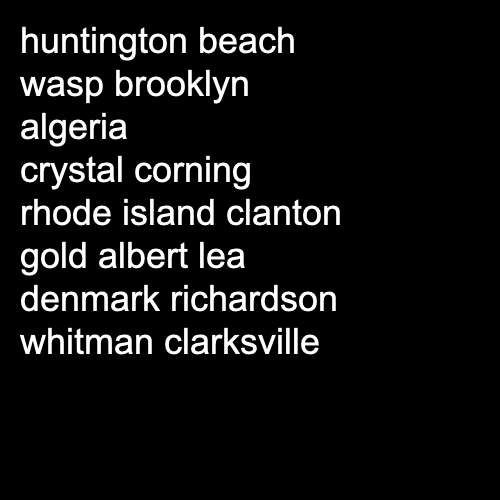 huntington beach
wasp brooklyn
algeria
crystal corning
rhode island clanton
gold albert lea
denmark richardson
whitman clarksville